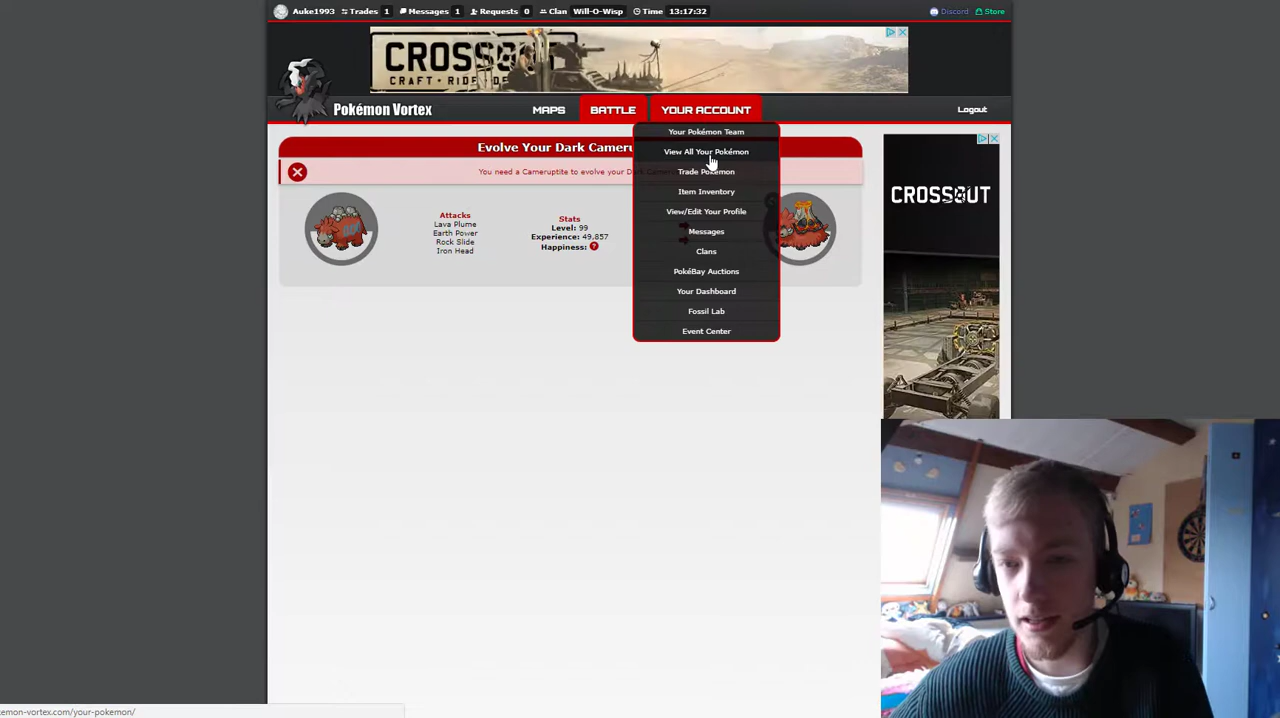 Auke1993 Trades 1 Messages 1 Requests 0 Clan Will-O-Wisp Time 13:17:32 Discord Store
CROSSOUT
CRAFT • RIDE • DE
Pokémon Vortex MAPS BATTLE YOUR ACCOUNT Logout
Your Pokémon Team
View All Your Pokémon
Trade Pokémon
Item Inventory
View/Edit Your Profile
Messages
Clans
PokéBay Auctions
Your Dashboard
Fossil Lab
Event Center
Evolve Your Dark Cameru
You need a Cameruptite to evolve your Dark
Attacks
Lava Plume
Earth Power
Rock Slide
Iron Head
Stats
Level: 99
Experience: 49,857
Happiness: ?
CROSSOUT
kemon-vortex.com/your-pokemon/